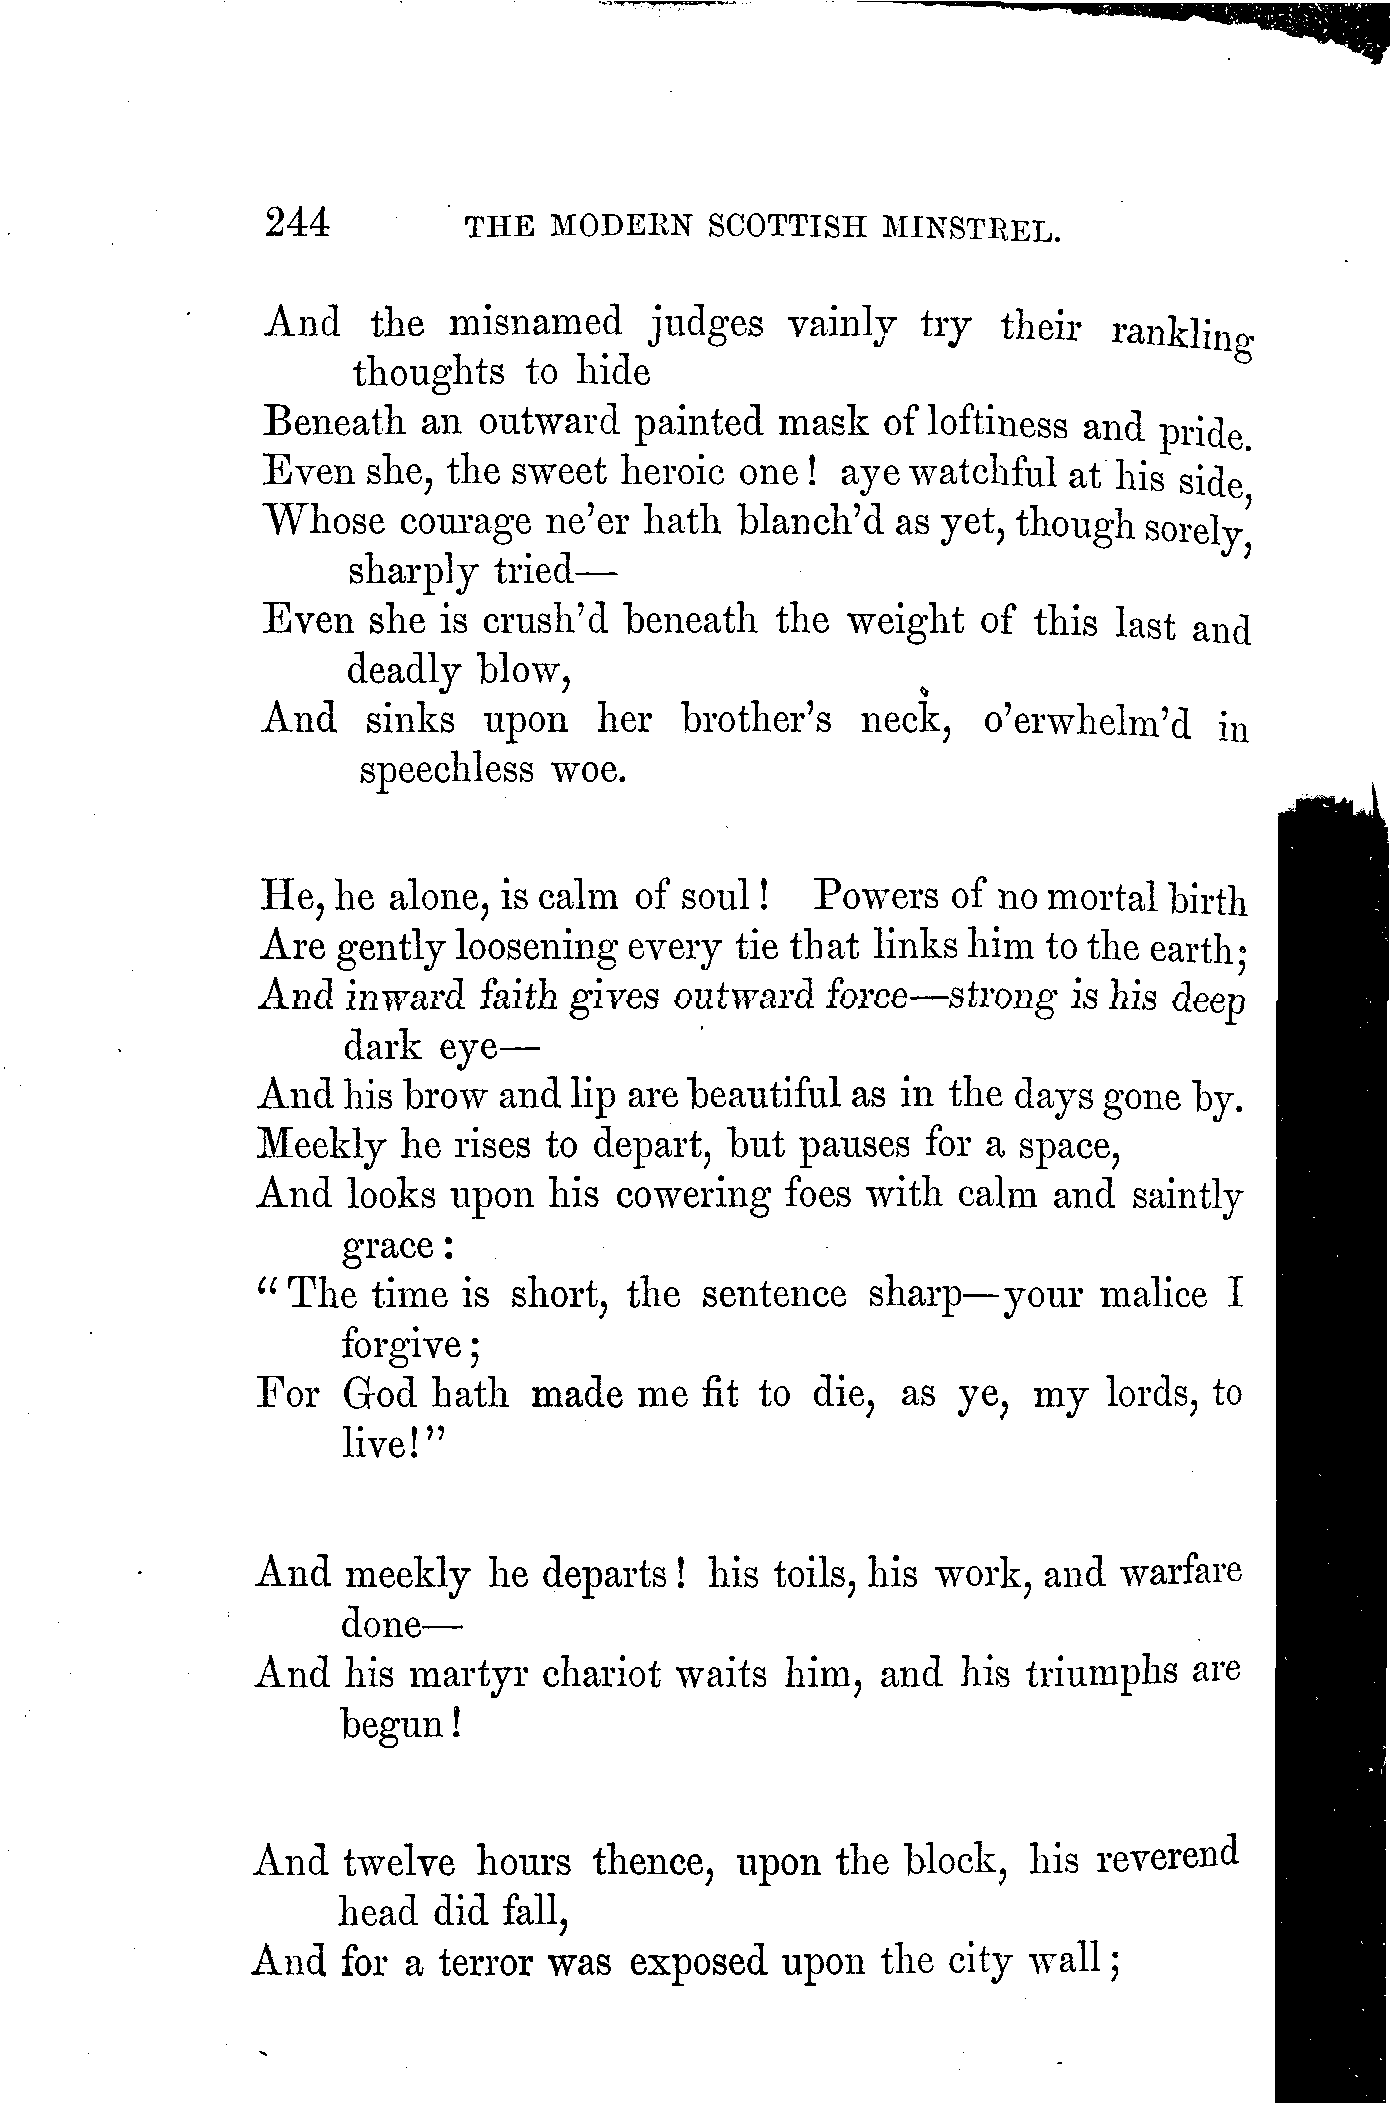 244 THE MODERN SCOTTISH MINSTREL.
And the misnamed judges vainly try their rankling
thoughts to hide
Beneath an outward painted mask of loftiness and pride.
Even she, the sweet heroic one! aye watchful at his side,
Whose courage ne'er hath blanch'd as yet, though sorely,
sharply tried—
Even she is crush'd beneath the weight of this last and
deadly blow,
And sinks upon her brother's neck, o'erwhelm'd in
speechless woe.
He, he alone, is calm of soul! Powers of no mortal birth
Are gently loosening every tie that links him to the earth;
And inward faith gives outward force—strong is his deep
dark eye—
And his brow and lip are beautiful as in the days gone by.
Meekly he rises to depart, but pauses for a space,
And looks upon his cowering foes with calm and saintly
grace:
"The time is short, the sentence sharp—your malice I
forgive;
For God hath made me fit to die, as ye, my lords, to
live!"
And meekly he departs! his toils, his work, and warfare
done—
And his martyr chariot waits him, and his triumphs are
begun!
And twelve hours thence, upon the block, his reverend
head did fall,
And for a terror was exposed upon the city wall;